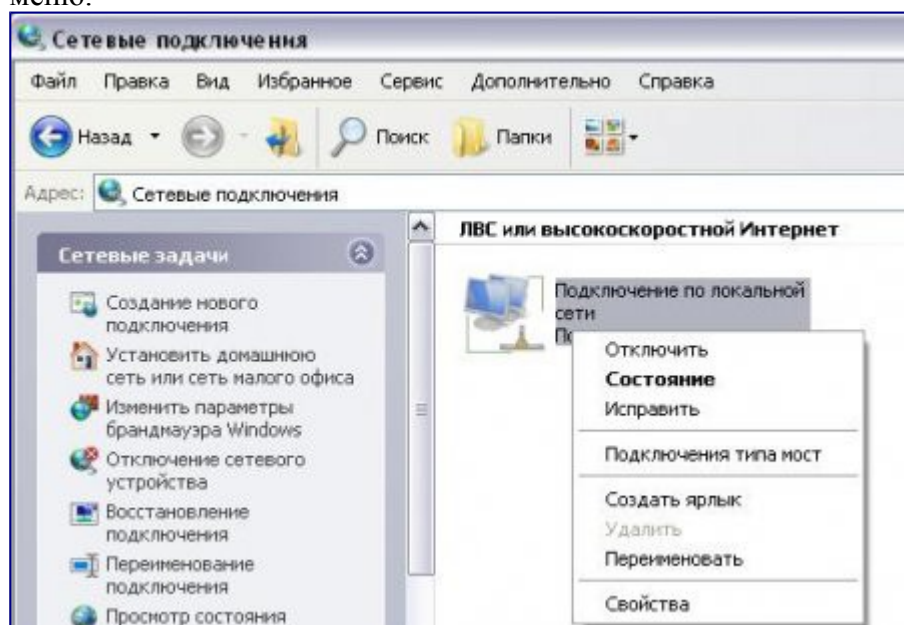 меню.
Сетевые подключения
Файл Правка Вид Избранное Сервис Дополнительно Справка
Назад Поиск Папки
Адрес: Сетевые подключения
Сетевые задачи
Создание нового
подключения
Установить домашнюю
сеть или сеть малого офиса
Изменить параметры
брандмауэра Windows
Отключение сетевого
устройства
Восстановление
подключения
Переименование
подключения
Просмотр состояния
ЛВС или высокоскоростной Интернет
Подключение по локальной
сети
Отключить
Состояние
Исправить
Подключения типа мост
Создать ярлык
Удалить
Переименовать
Свойства